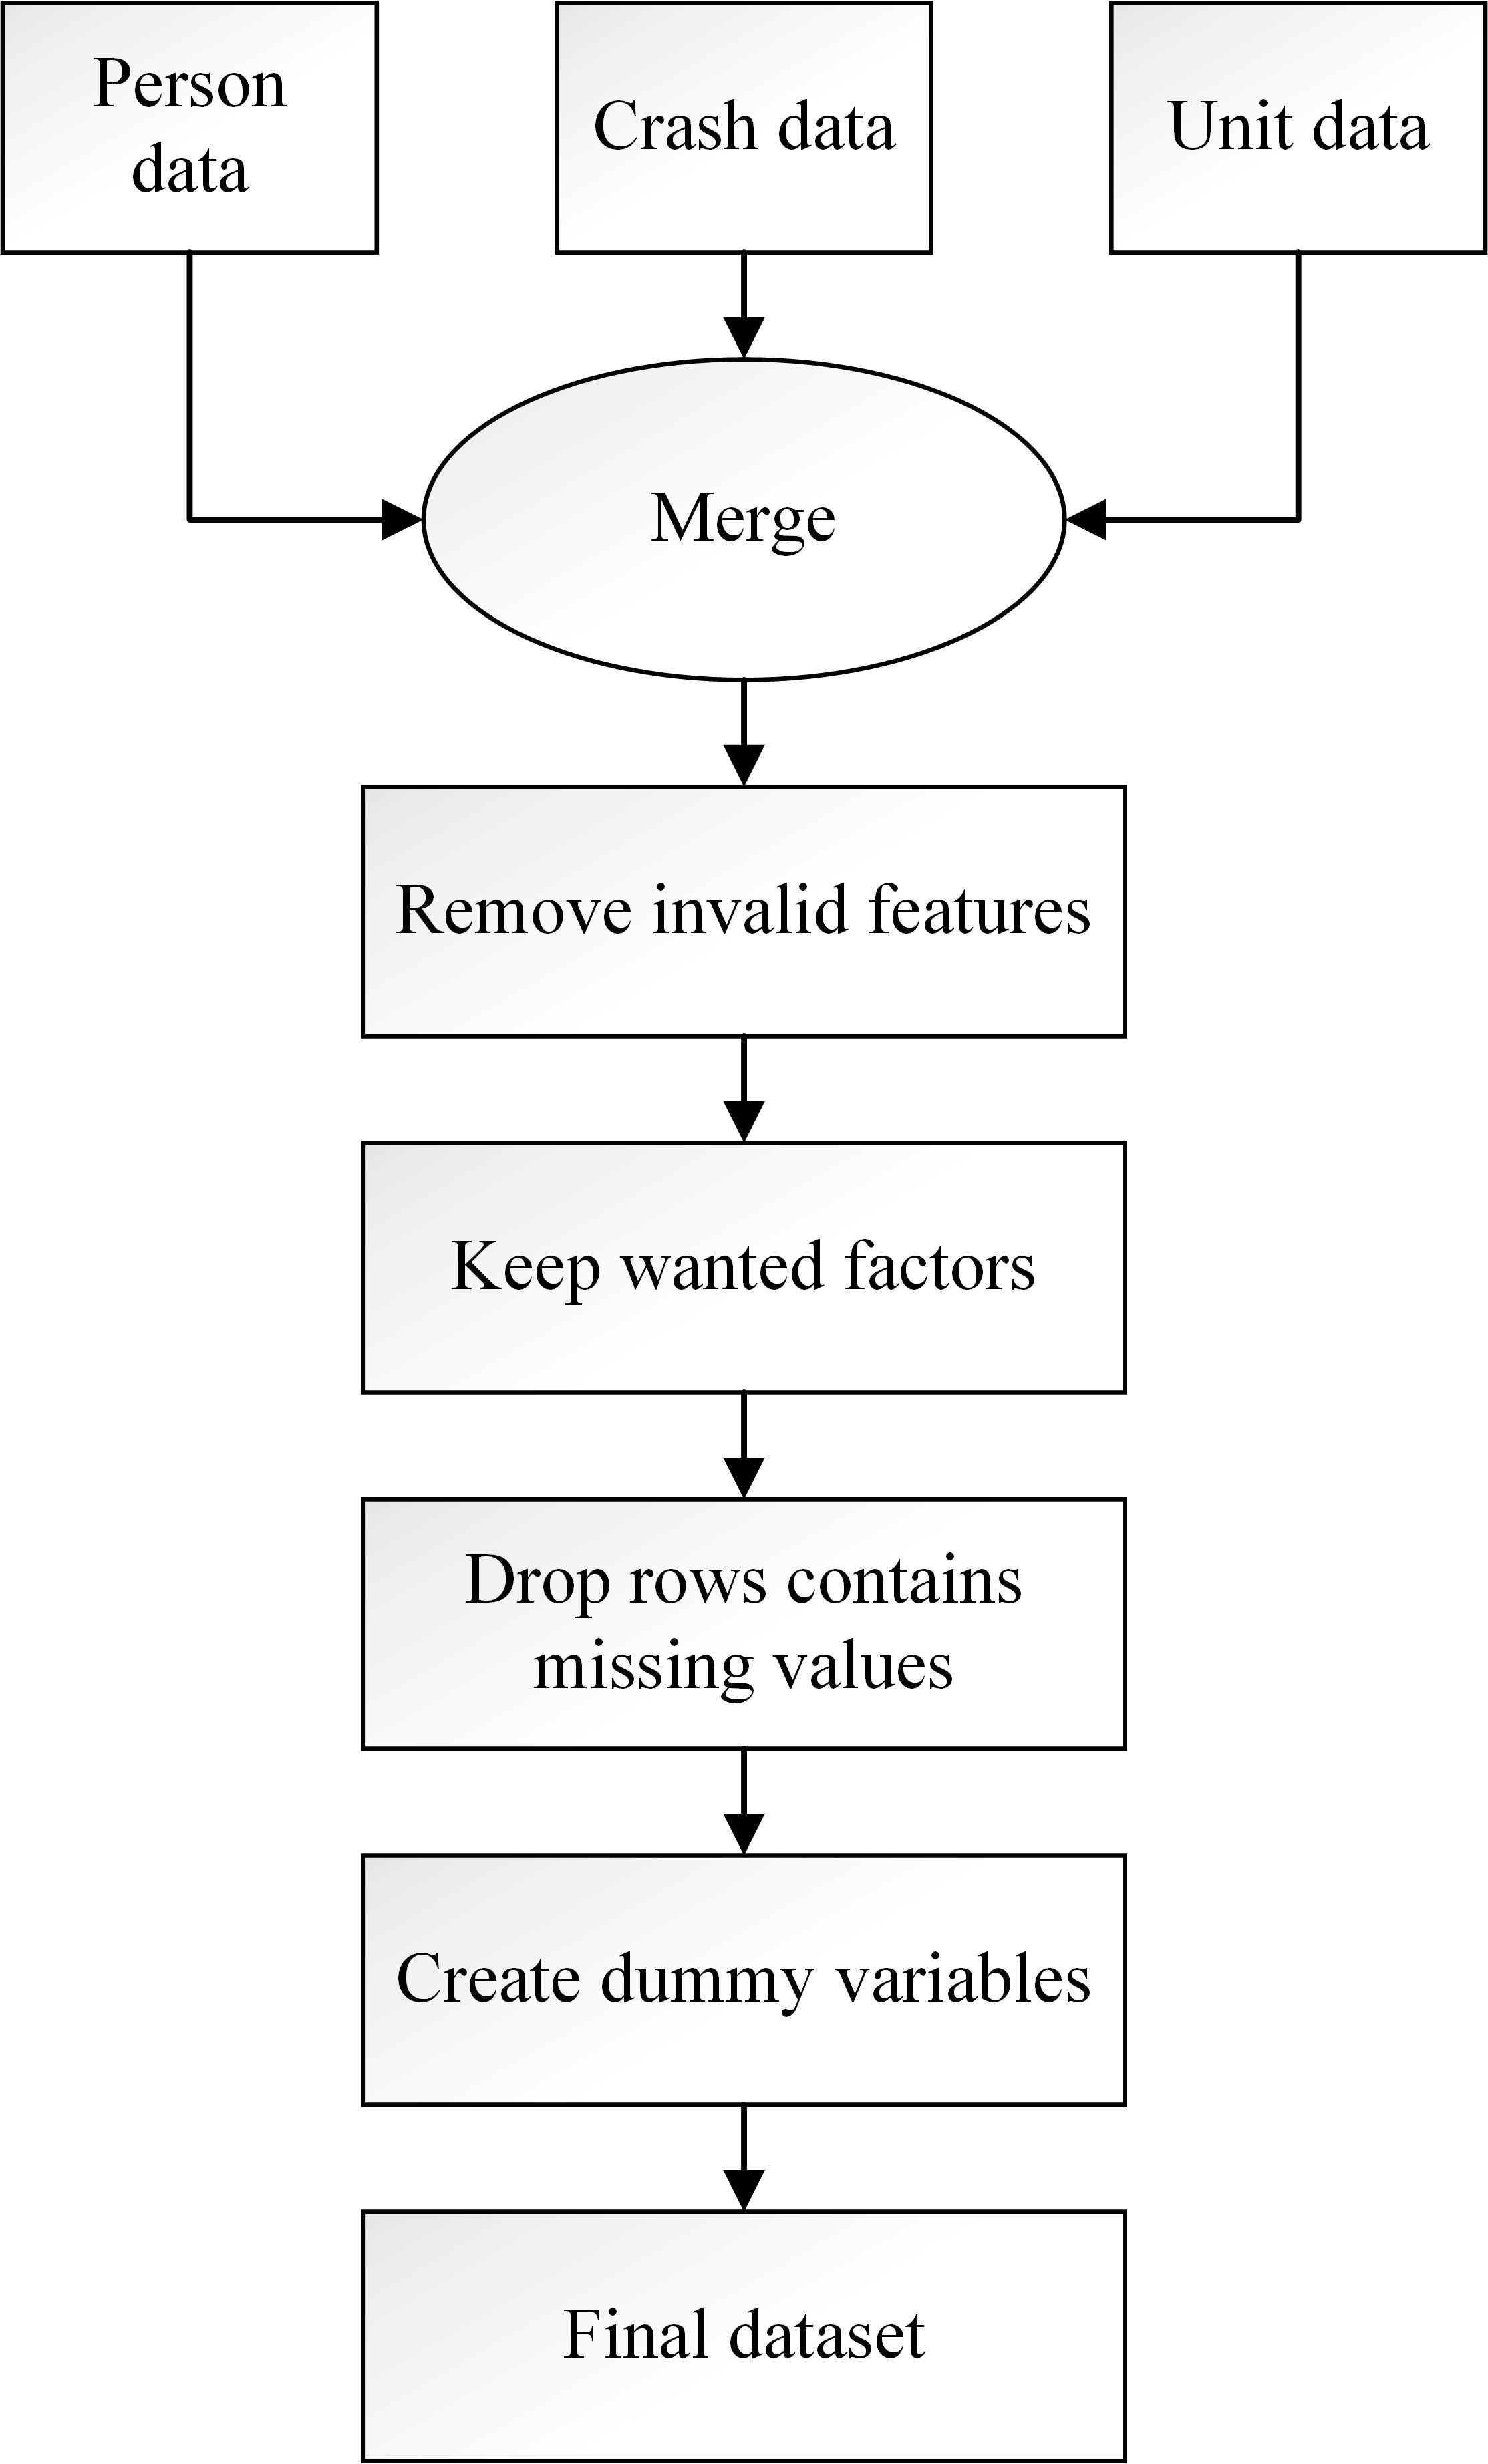 Person
data
Crash data
Unit data
Merge
Remove invalid features
Keep wanted factors
Drop rows contains
missing values
Create dummy variables
Final dataset